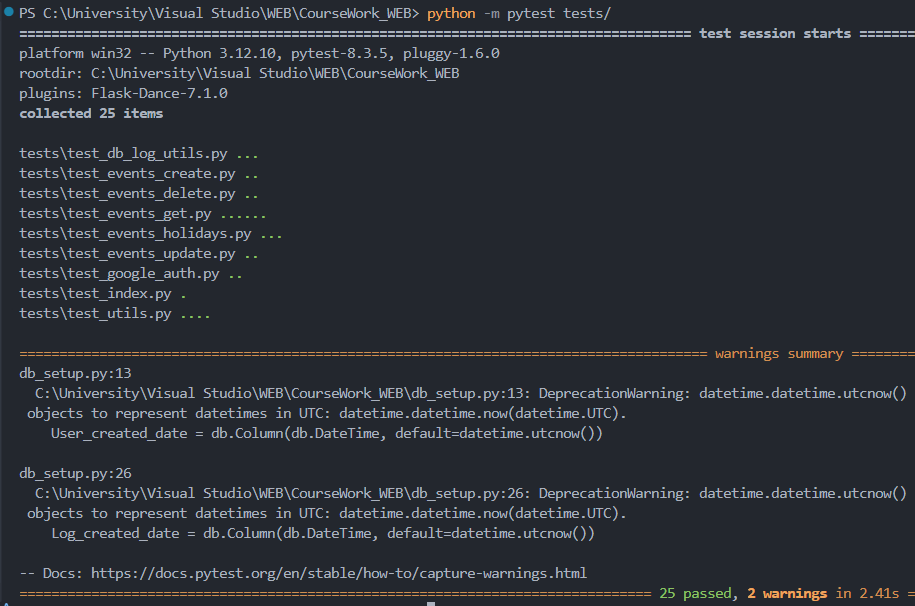 PS C:\University\Visual Studio\WEB\CourseWork_WEB> python -m pytest tests/
==================================================================================== test session starts =======
platform win32 -- Python 3.12.10, pytest-8.3.5, pluggy-1.6.0
rootdir: C:\University\Visual Studio\WEB\CourseWork_WEB
plugins: Flask-Dance-7.1.0
collected 25 items
tests\test_db_log_utils.py ...
tests\test_events_create.py ..
tests\test_events_delete.py ..
tests\test_events_get.py ......
tests\test_events_holidays.py ...
tests\test_events_update.py ..
tests\test_google_auth.py ..
tests\test_index.py .
tests\test_utils.py ....
====================================================================================== warnings summary ========
db_setup.py:13
C:\University\Visual Studio\WEB\CourseWork_WEB\db_setup.py:13: DeprecationWarning: datetime.datetime.utcnow()
objects to represent datetimes in UTC: datetime.datetime.now(datetime.UTC).
User_created_date = db.Column(db.DateTime, default=datetime.utcnow())
db_setup.py:26
C:\University\Visual Studio\WEB\CourseWork_WEB\db_setup.py:26: DeprecationWarning: datetime.datetime.utcnow()
objects to represent datetimes in UTC: datetime.datetime.now(datetime.UTC).
Log_created_date = db.Column(db.DateTime, default=datetime.utcnow())
-- Docs: https://docs.pytest.org/en/stable/how-to/capture-warnings.html
=============================================================================== 25 passed, 2 warnings in 2.41s =